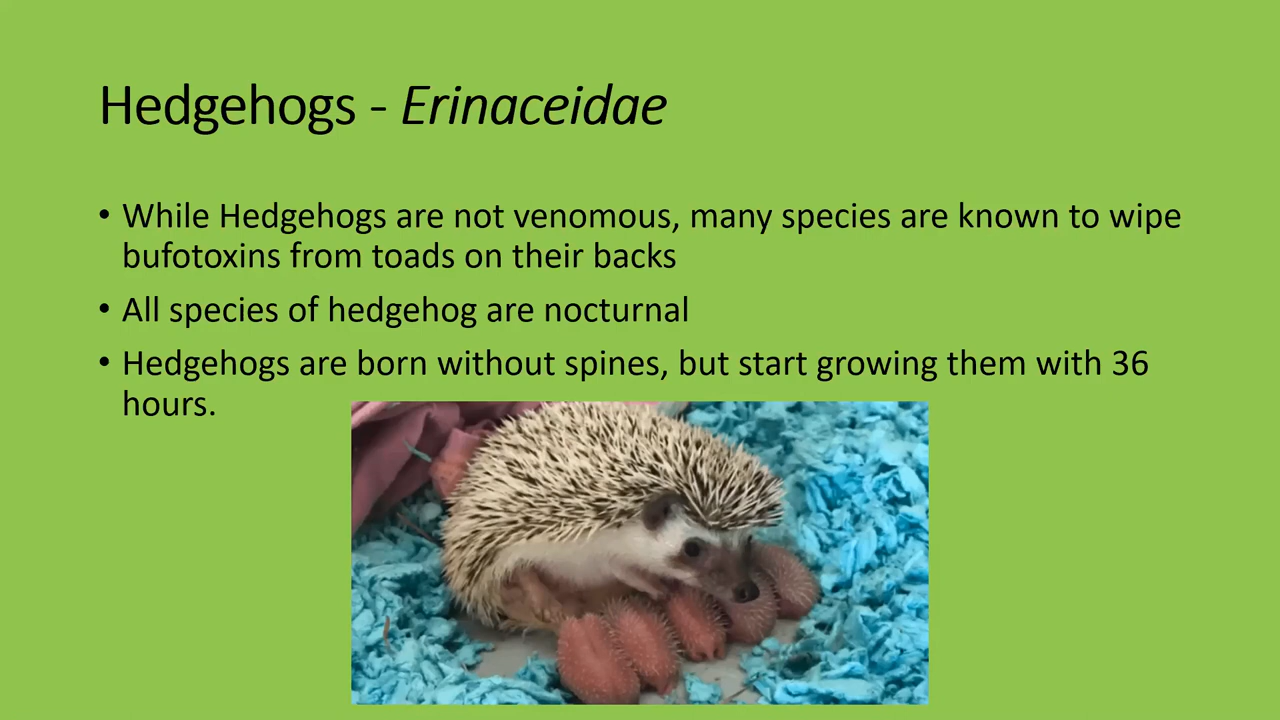 Hedgehogs - Erinaceidae
• While Hedgehogs are not venomous, many species are known to wipe
bufotoxins from toads on their backs
• All species of hedgehog are nocturnal
• Hedgehogs are born without spines, but start growing them with 36
hours.